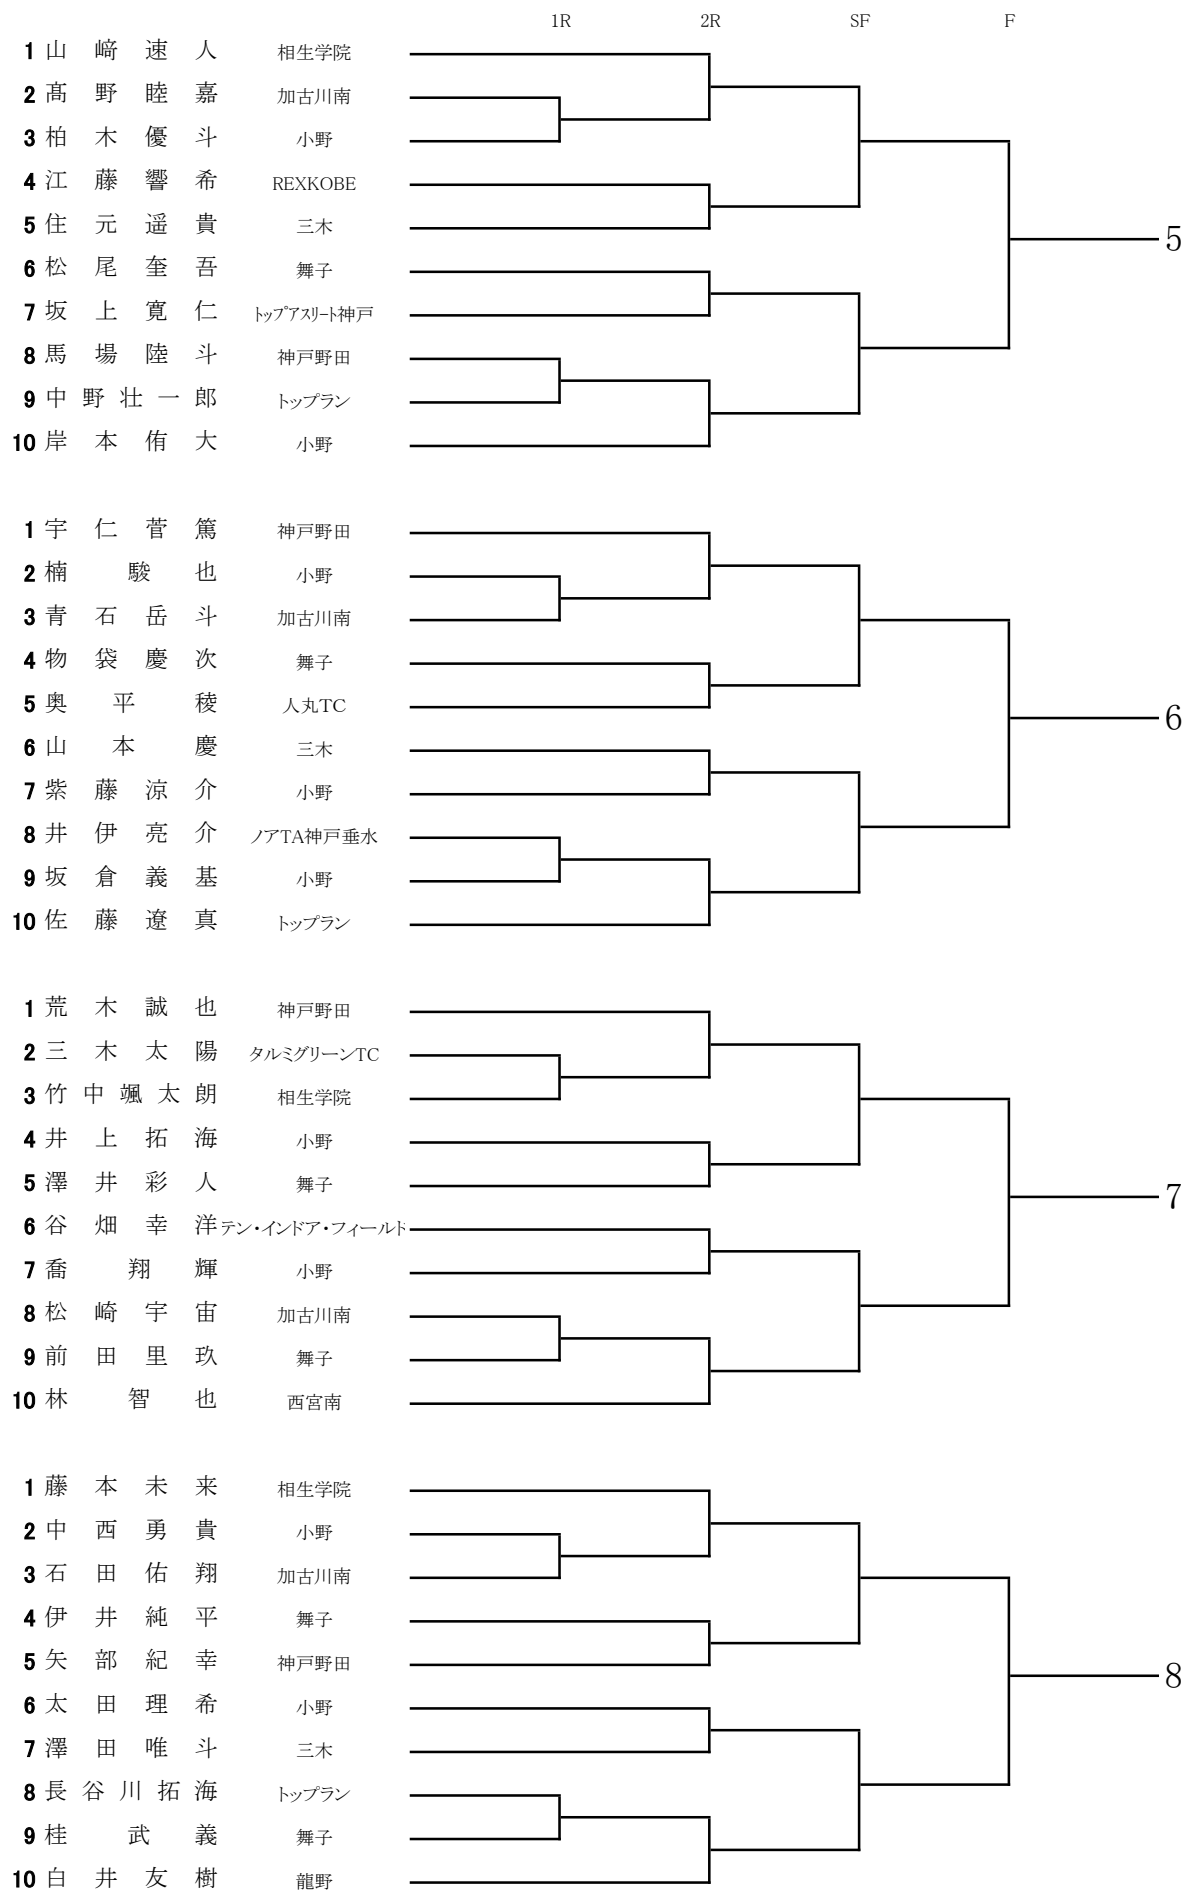 1R 2R SF F
1 山﨑速人 相生学院
2 髙野睦嘉 加古川南
3 柏木優斗 小野
4 江藤響希 REXKOBE
5 住元遥貴 三木
5
6 松尾奎吾 舞子
7 坂上寛仁 トップアスリート神戸
8 馬場陸斗 神戸野田
9 中野壮一郎 トップラン
10 岸本侑大 小野
1 宇仁菅篤 神戸野田
2 楠駿也 小野
3 青石岳斗 加古川南
4 物袋慶次 舞子
5 奥平稜 人丸TC
6
6 山本慶 三木
7 紫藤涼介 小野
8 井伊亮介 ノアTA神戸垂水
9 坂倉義基 小野
10 佐藤遼真 トップラン
1 荒木誠也 神戸野田
2 三木太陽 タルミグリーンTC
3 竹中颯太朗 相生学院
4 井上拓海 小野
5 澤井彩人 舞子
7
6 谷畑幸洋 テン・インドア・フィールド
7 喬翔輝 小野
8 松崎宇宙 加古川南
9 前田里玖 舞子
10 林智也 西宮南
1 藤本未来 相生学院
2 中西勇貴 小野
3 石田佑翔 加古川南
4 伊井純平 舞子
5 矢部紀幸 神戸野田
8
6 太田理希 小野
7 澤田唯斗 三木
8 長谷川拓海 トップラン
9 桂武義 舞子
10 白井友樹 龍野